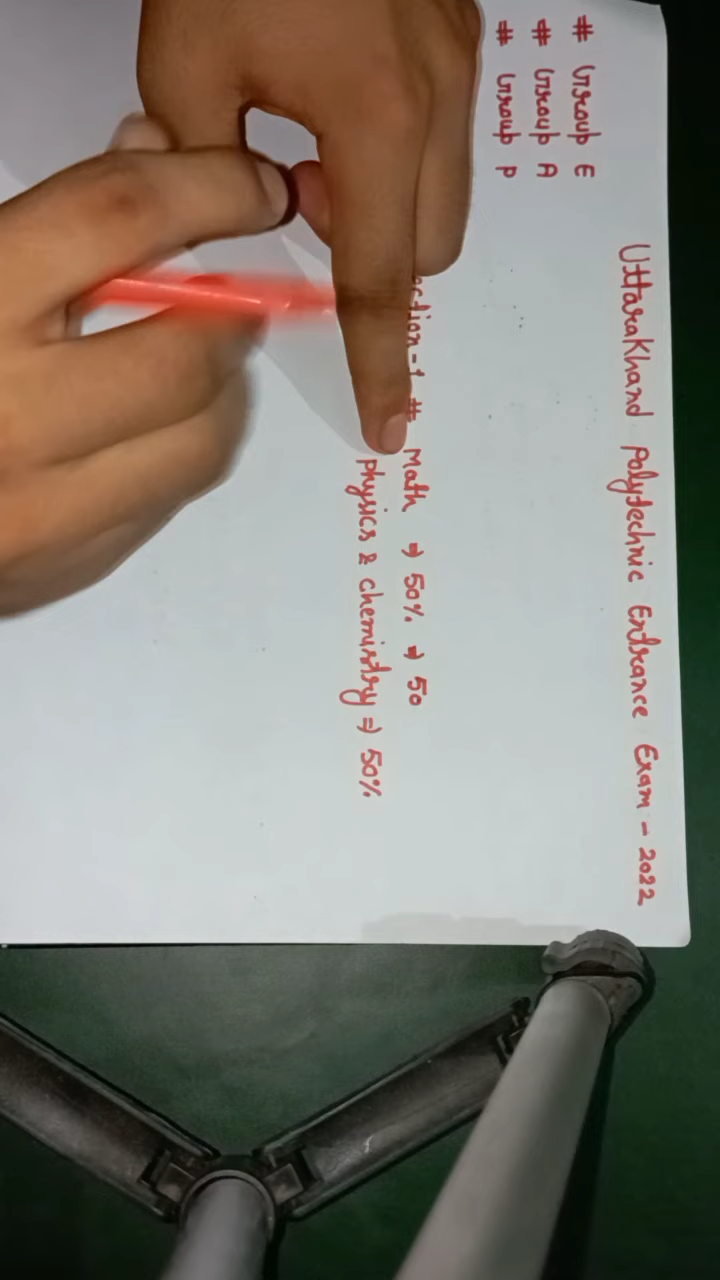 Uttarakhand Polytechnic Entrance Exam - 2022
# Group E
# Group A
# Group P
# Math ⇒ 50% ⇒ 50
Physics & chemistry ⇒ 50%